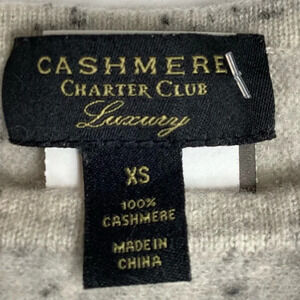 CASHMERE
CHARTER CLUB
Luxury
XS
100%
CASHMERE
MADE IN
CHINA